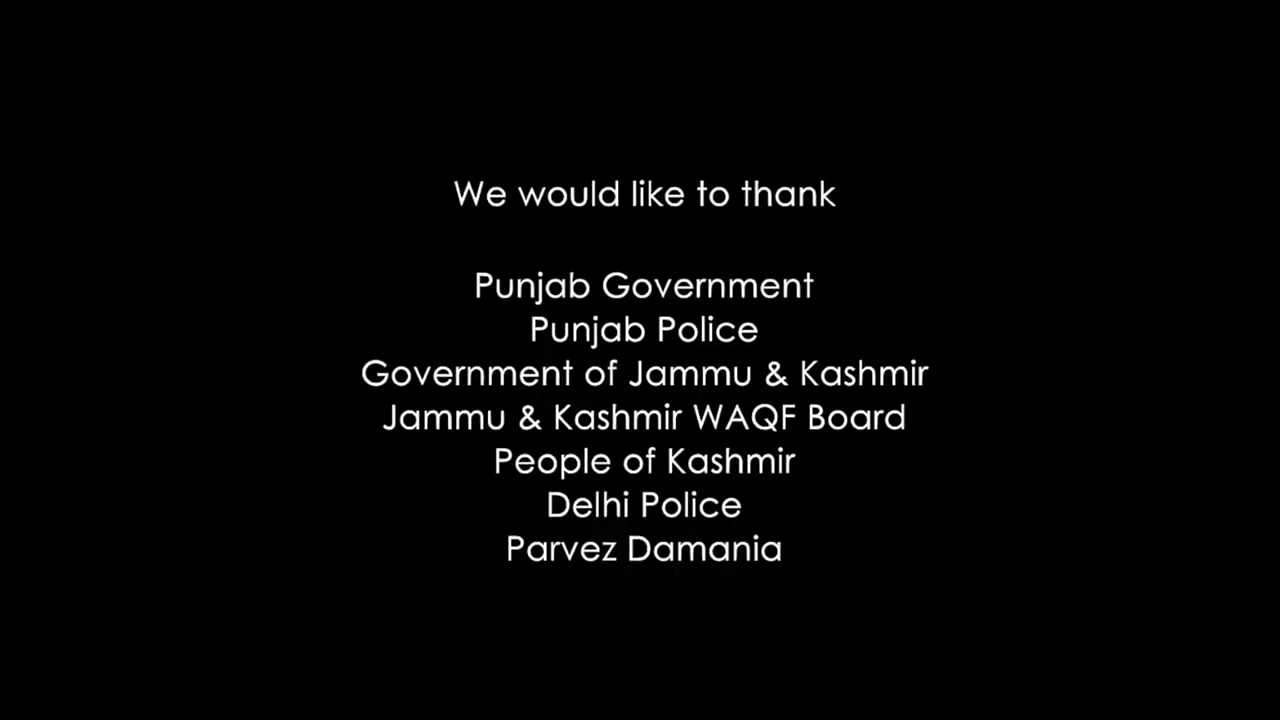 We would like to thank
Punjab Government
Punjab Police
Government of Jammu & Kashmir
Jammu & Kashmir WAQF Board
People of Kashmir
Delhi Police
Parvez Damania